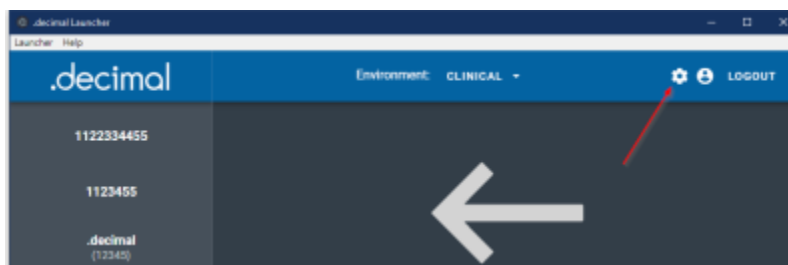 .decimal Launcher
Launcher Help
.decimal Environment: CLINICAL LOGOUT
1122334455
1123455
.decimal
(12345)